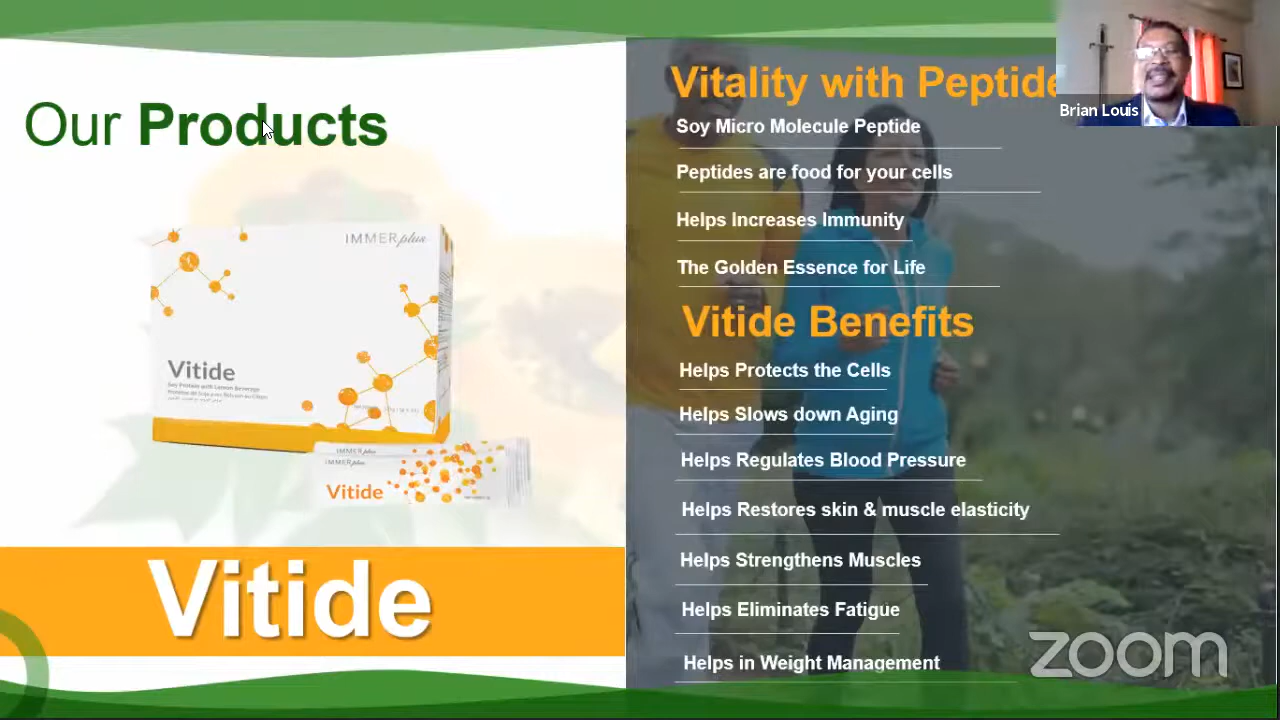 Our Products
IMMERplus
Vitide
Soy Protein with Lemon Beverage
IMMERplus
IMMERplus
Vitide
Vitide
Vitality with Peptide
Soy Micro Molecule Peptide
Peptides are food for your cells
Helps Increases Immunity
The Golden Essence for Life
Vitide Benefits
Helps Protects the Cells
Helps Slows down Aging
Helps Regulates Blood Pressure
Helps Restores skin & muscle elasticity
Helps Strengthens Muscles
Helps Eliminates Fatigue
Helps in Weight Management
Brian Louis
zoom